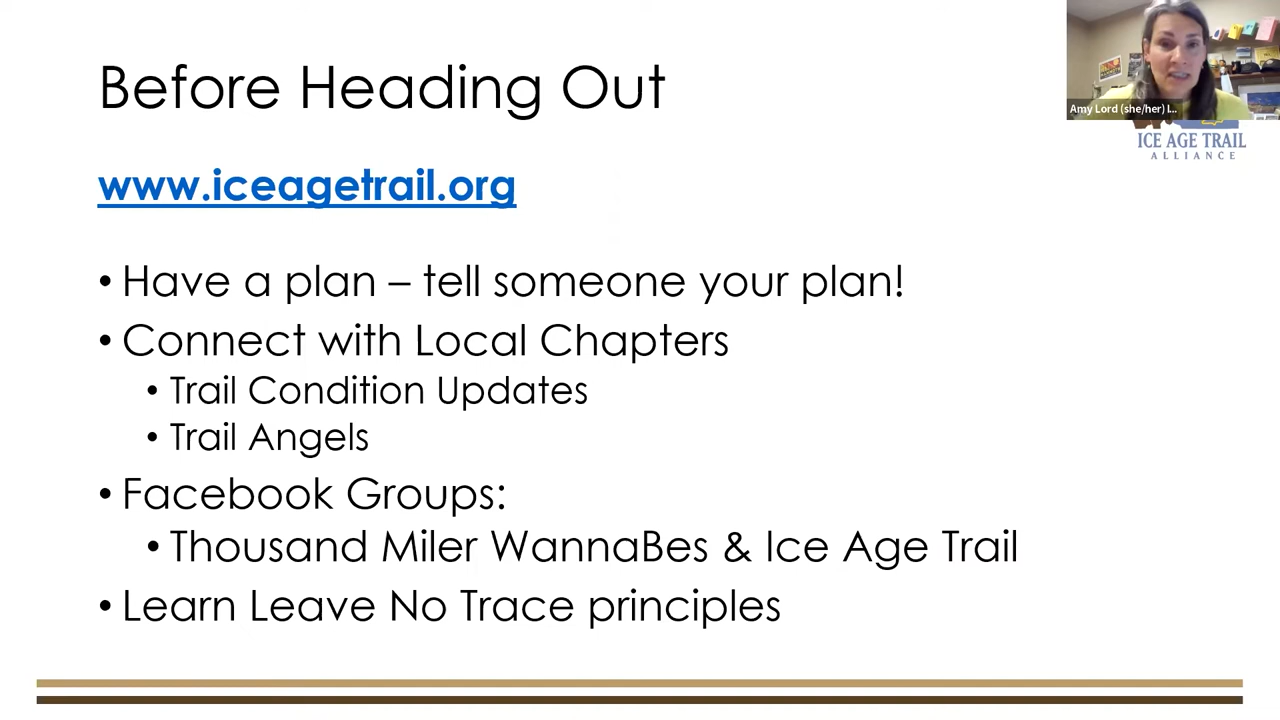 Before Heading Out
Amy Lord (she/her) I...
ICE AGE TRAIL
ALLIANCE
www.iceagetrail.org
• Have a plan – tell someone your plan!
• Connect with Local Chapters
• Trail Condition Updates
• Trail Angels
• Facebook Groups:
• Thousand Miler WannaBes & Ice Age Trail
• Learn Leave No Trace principles